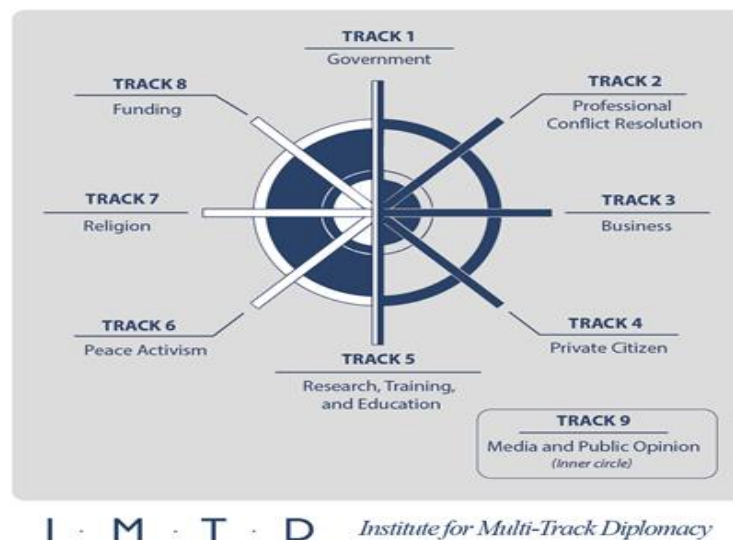 TRACK 1
Government
TRACK 8
Funding
TRACK 2
Professional
Conflict Resolution
TRACK 7
Religion
TRACK 3
Business
TRACK 6
Peace Activism
TRACK 4
Private Citizen
TRACK 5
Research, Training,
and Education
TRACK 9
Media and Public Opinion
(Inner circle)
I · M · T · D Institute for Multi-Track Diplomacy